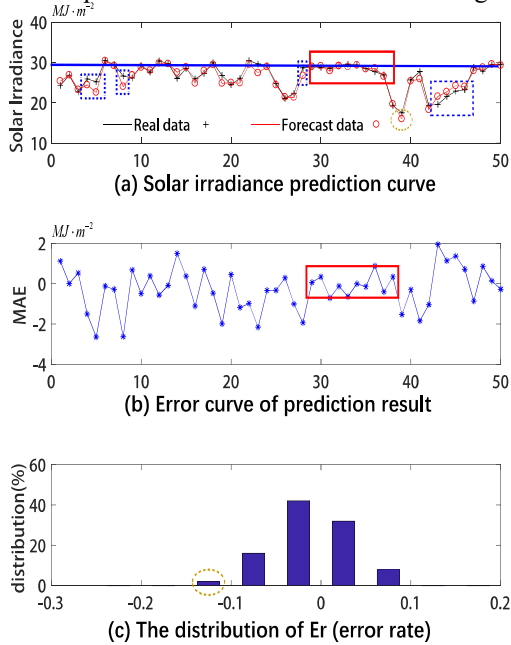 MJ·m⁻²
Solar Irradiance
40
30
20
10
Real data
Forecast data
0 10 20 30 40 50
(a) Solar irradiance prediction curve
MJ·m⁻²
MAE
2
0
-2
-4
0 10 20 30 40 50
(b) Error curve of prediction result
distribution(%)
60
40
20
0
-0.3 -0.2 -0.1 0 0.1 0.2
(c) The distribution of Er (error rate)